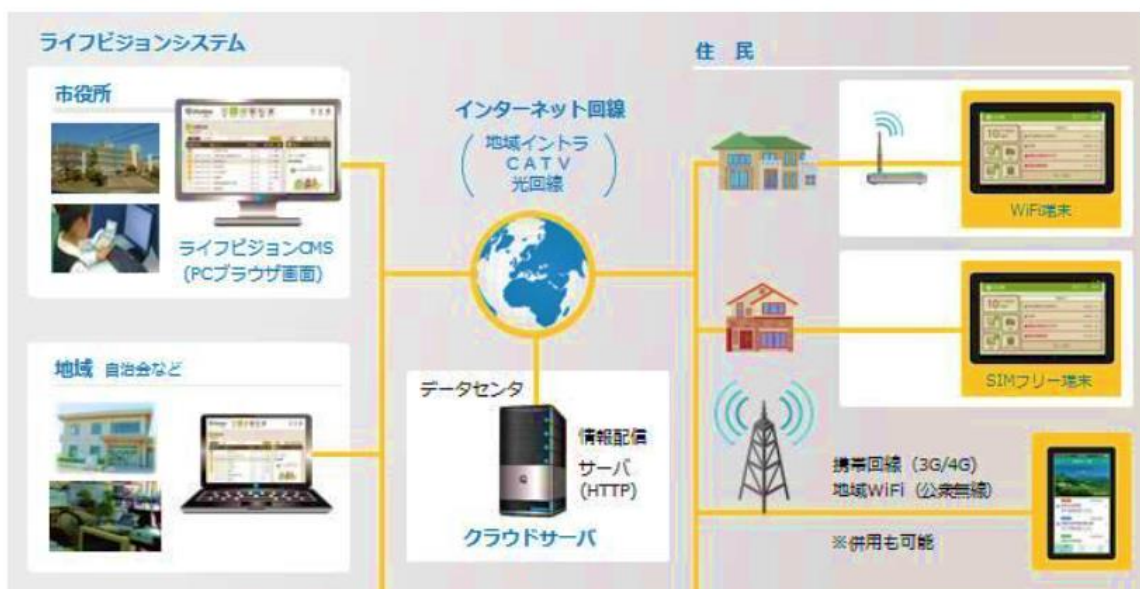 ライフビジョンシステム
市役所
ライフビジョンCMS
(PCブラウザ画面)
地域 自治会など
インターネット回線
地域イントラ
CATV
光回線
データセンタ
情報配信
サーバ
(HTTP)
クラウドサーバ
住 民
WiFi端末
SIMフリー端末
携帯回線（3G/4G）
地域WiFi（公衆無線）
※併用も可能